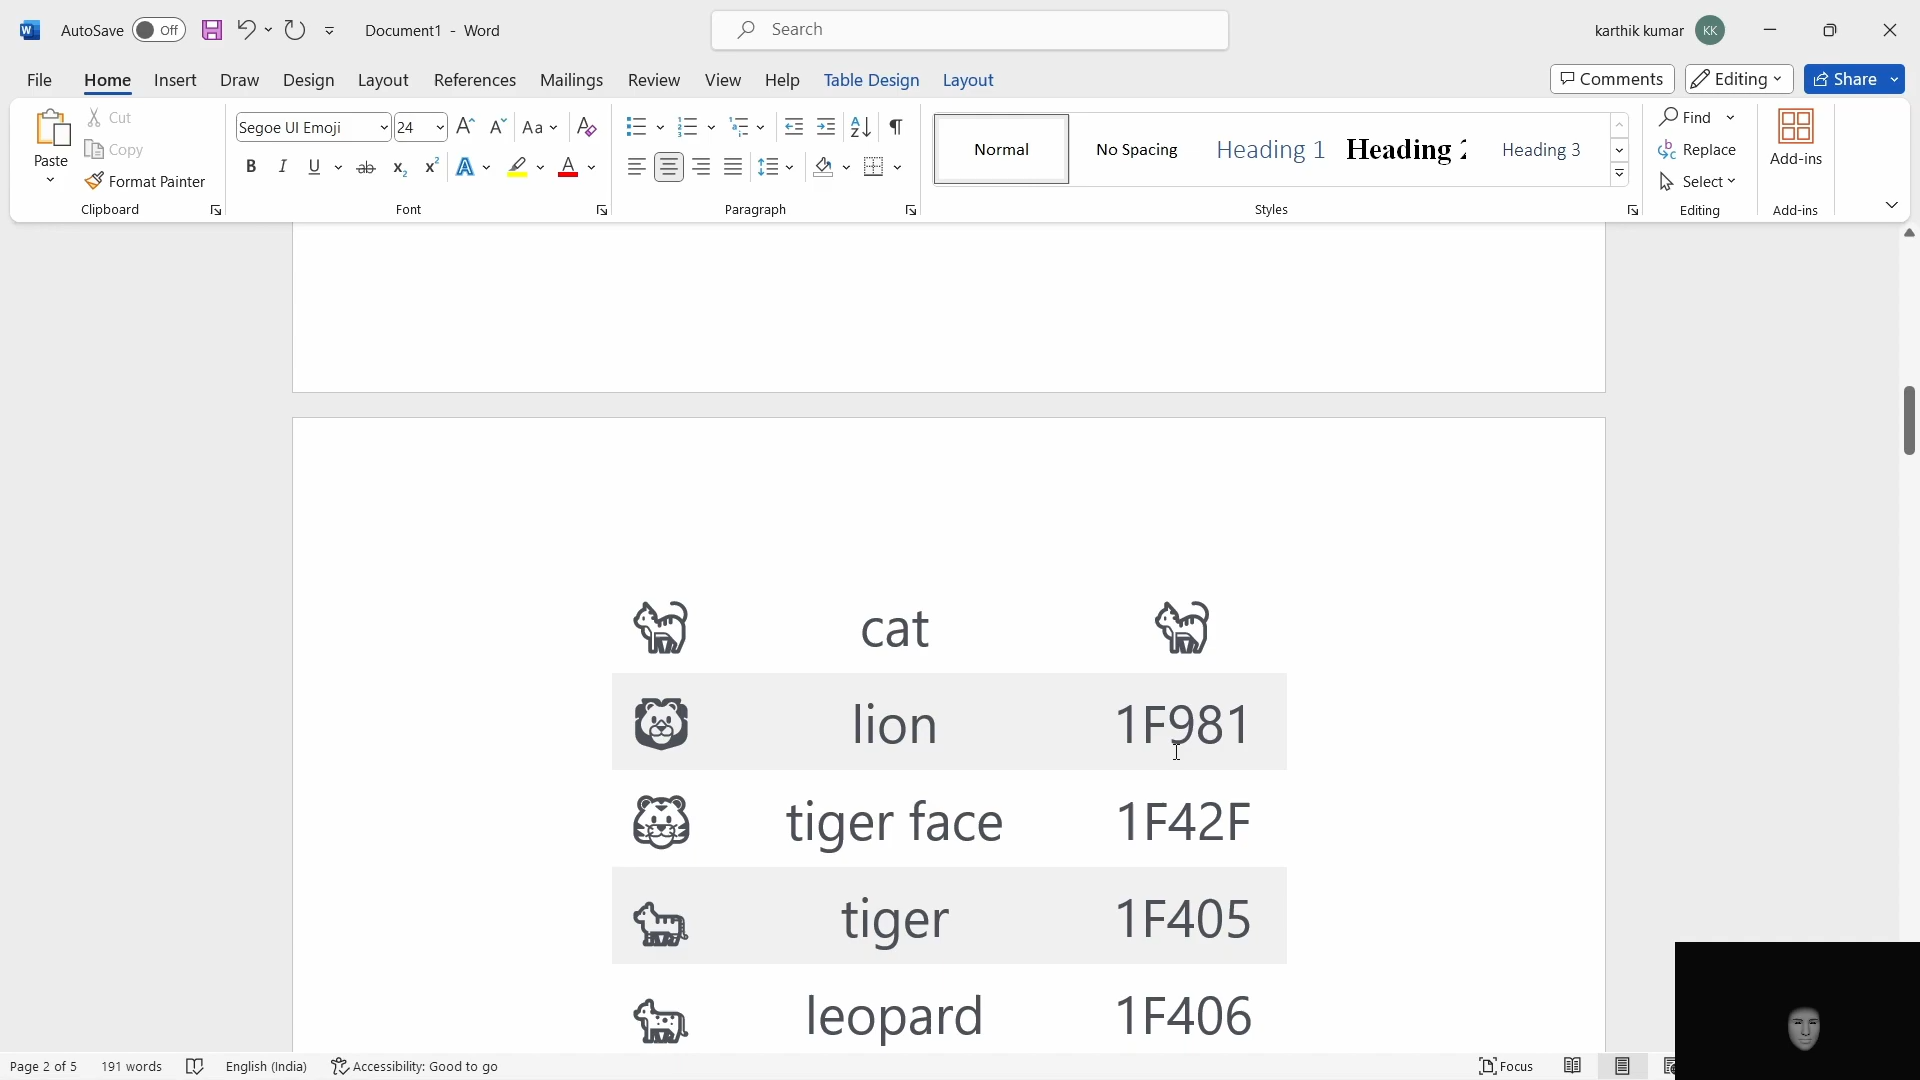 AutoSave Off Document1 - Word Search karthik kumar KK
File Home Insert Draw Design Layout References Mailings Review View Help Table Design Layout Comments Editing Share
Paste Cut Copy Format Painter Clipboard
Segoe UI Emoji 24 Aa
B I U ab x₂ x² A A Font
Paragraph
Normal No Spacing Heading 1 Heading 2 Heading 3 Styles
Find Replace Select Editing
Add-ins Add-ins
cat
lion 1F981
tiger face 1F42F
tiger 1F405
leopard 1F406
Page 2 of 5 191 words English (India) Accessibility: Good to go Focus